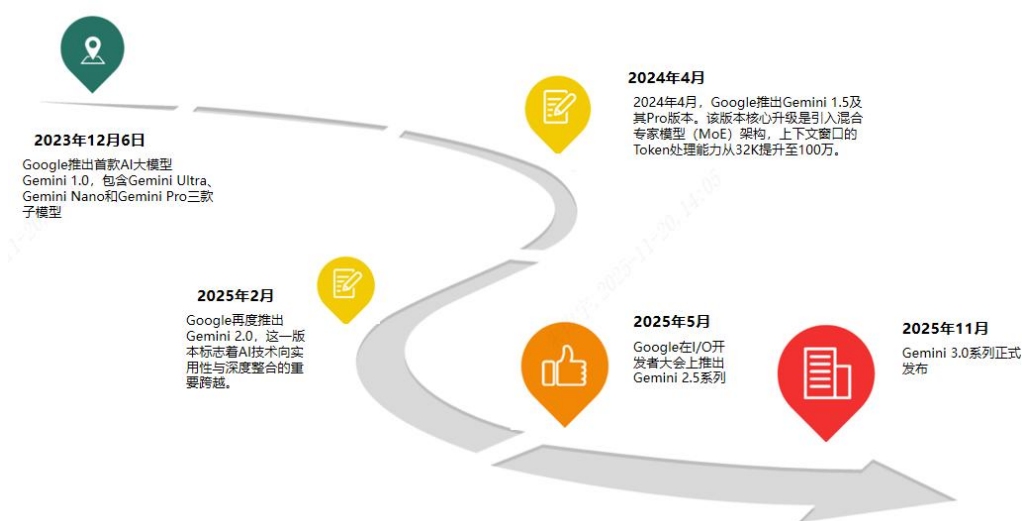 2023年12月6日
Google推出首款AI大模型
Gemini 1.0，包含Gemini Ultra、
Gemini Nano和Gemini Pro三款
子模型
2024年4月
2024年4月，Google推出Gemini 1.5及
其Pro版本。该版本核心升级是引入混合
专家模型（MoE）架构，上下文窗口的
Token处理能力从32K提升至100万。
2025年2月
Google再度推出
Gemini 2.0，这一版
本标志着AI技术向实
用性与深度整合的重
要跨越。
2025年5月
Google在I/O开
发者大会上推出
Gemini 2.5系列
2025年11月
Gemini 3.0系列正式
发布
2025-11-20, 14:05